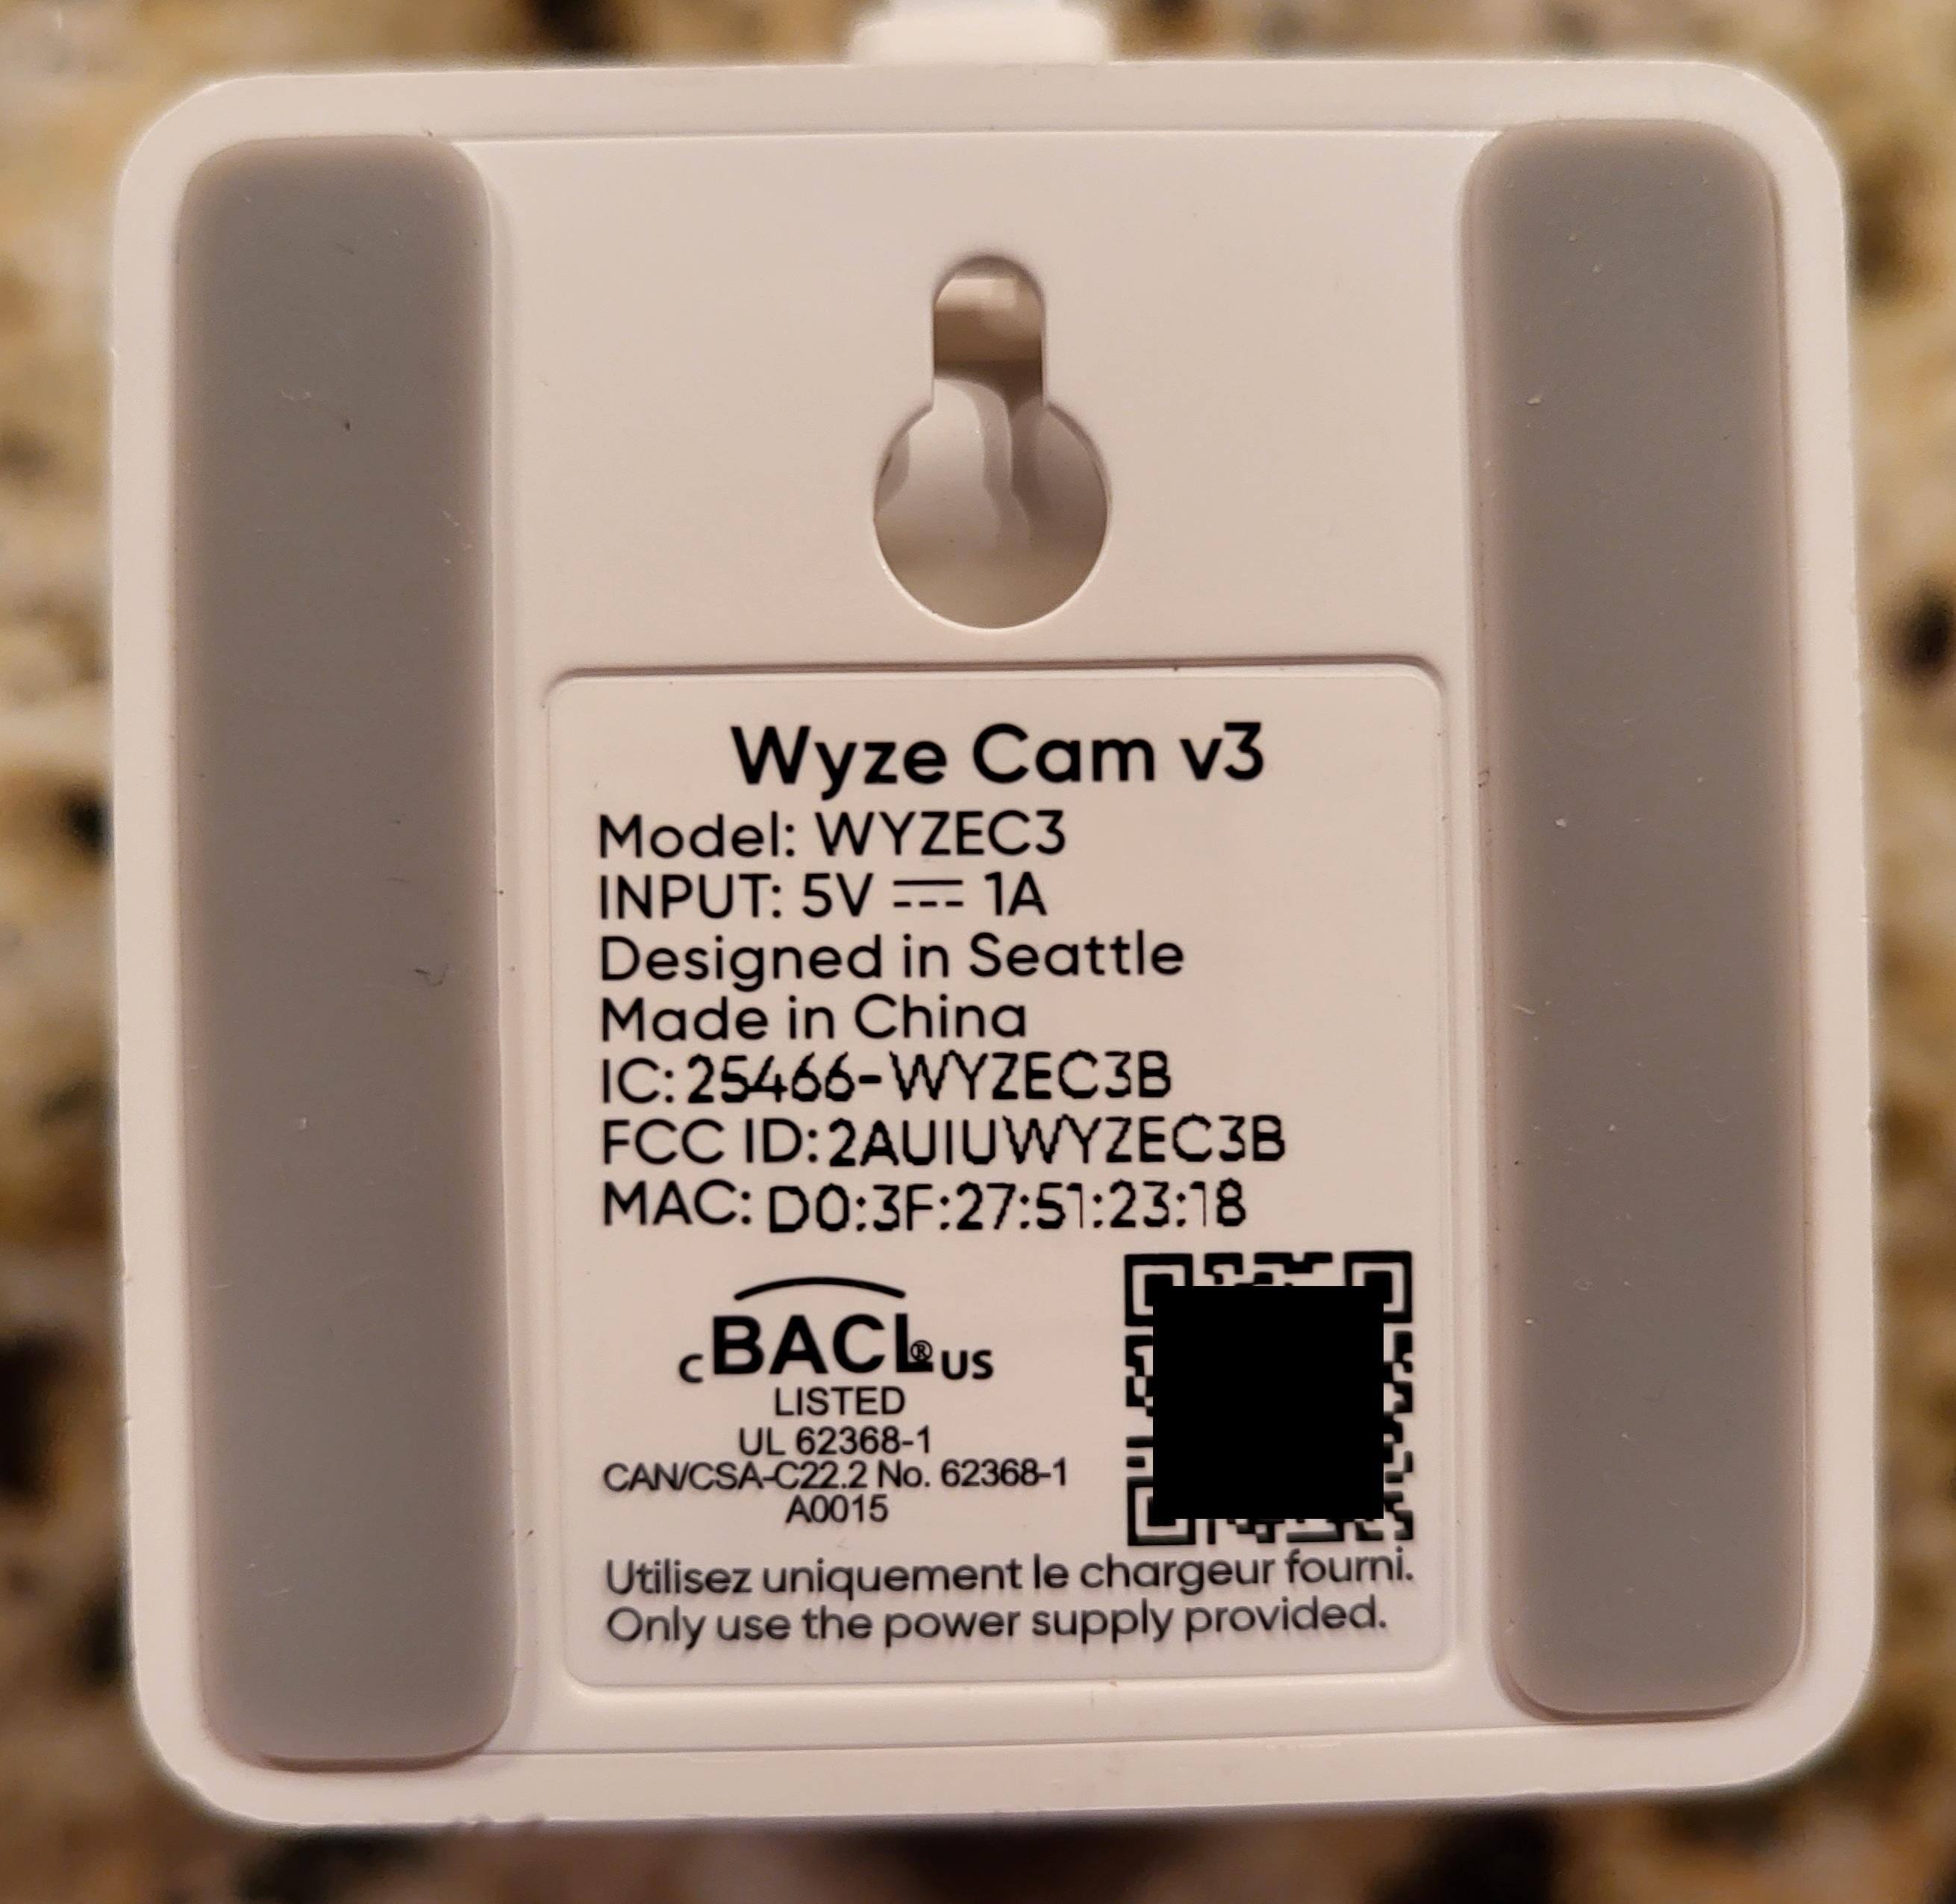 Wyze Cam v3
Model: WYZEC3
INPUT: 5V ⎓ 1A
Designed in Seattle
Made in China
IC: 25466-WYZEC3B
FCC ID: 2AUIUWYZEC3B
MAC: D0:3F:27:51:23:18
cBACL®US
LISTED
UL 62368-1
CAN/CSA-C22.2 No. 62368-1
A0015
Utilisez uniquement le chargeur fourni.
Only use the power supply provided.